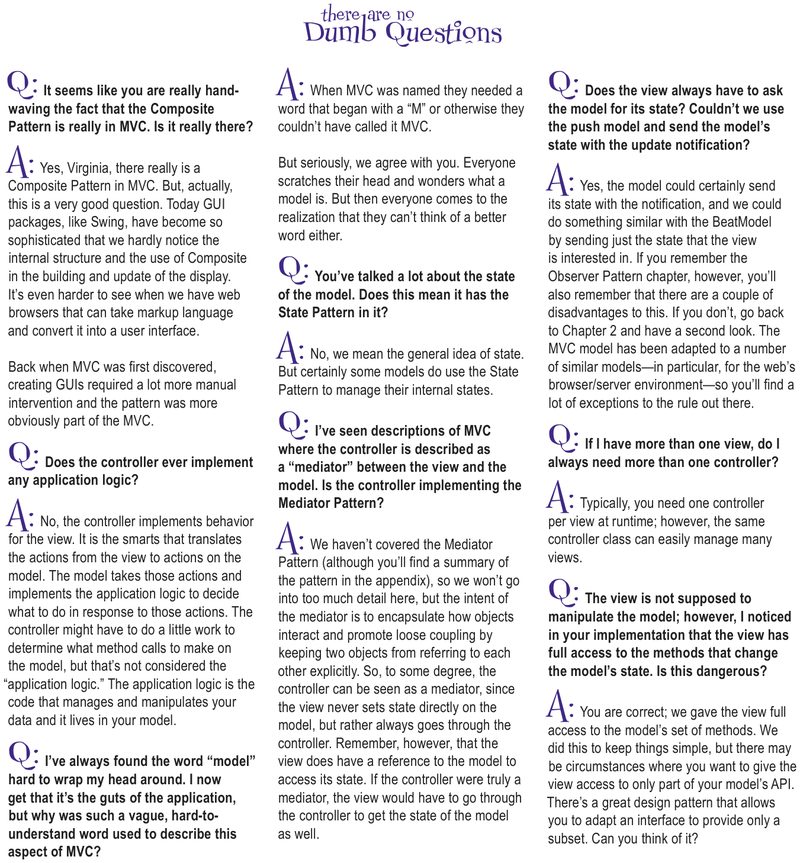 there are no
Dumb Questions
Q: It seems like you are really hand-
waving the fact that the Composite
Pattern is really in MVC. Is it really there?
A: Yes, Virginia, there really is a
Composite Pattern in MVC. But, actually,
this is a very good question. Today GUI
packages, like Swing, have become so
sophisticated that we hardly notice the
internal structure and the use of Composite
in the building and update of the display.
It's even harder to see when we have web
browsers that can take markup language
and convert it into a user interface.
Back when MVC was first discovered,
creating GUIs required a lot more manual
intervention and the pattern was more
obviously part of the MVC.
Q: Does the controller ever implement
any application logic?
A: No, the controller implements behavior
for the view. It is the smarts that translates
the actions from the view to actions on the
model. The model takes those actions and
implements the application logic to decide
what to do in response to those actions. The
controller might have to do a little work to
determine what method calls to make on
the model, but that's not considered the
“application logic.” The application logic is the
code that manages and manipulates your
data and it lives in your model.
Q: I've always found the word “model”
hard to wrap my head around. I now
get that it's the guts of the application,
but why was such a vague, hard-to-
understand word used to describe this
aspect of MVC?
A: When MVC was named they needed a
word that began with a “M” or otherwise they
couldn't have called it MVC.
But seriously, we agree with you. Everyone
scratches their head and wonders what a
model is. But then everyone comes to the
realization that they can't think of a better
word either.
Q: You've talked a lot about the state
of the model. Does this mean it has the
State Pattern in it?
A: No, we mean the general idea of state.
But certainly some models do use the State
Pattern to manage their internal states.
Q: I've seen descriptions of MVC
where the controller is described as
a “mediator” between the view and the
model. Is the controller implementing the
Mediator Pattern?
A: We haven't covered the Mediator
Pattern (although you'll find a summary of
the pattern in the appendix), so we won't go
into too much detail here, but the intent of
the mediator is to encapsulate how objects
interact and promote loose coupling by
keeping two objects from referring to each
other explicitly. So, to some degree, the
controller can be seen as a mediator, since
the view never sets state directly on the
model, but rather always goes through the
controller. Remember, however, that the
view does have a reference to the model to
access its state. If the controller were truly a
mediator, the view would have to go through
the controller to get the state of the model
as well.
Q: Does the view always have to ask
the model for its state? Couldn't we use
the push model and send the model's
state with the update notification?
A: Yes, the model could certainly send
its state with the notification, and we could
do something similar with the BeatModel
by sending just the state that the view
is interested in. If you remember the
Observer Pattern chapter, however, you'll
also remember that there are a couple of
disadvantages to this. If you don't, go back
to Chapter 2 and have a second look. The
MVC model has been adapted to a number
of similar models—in particular, for the web's
browser/server environment—so you'll find a
lot of exceptions to the rule out there.
Q: If I have more than one view, do I
always need more than one controller?
A: Typically, you need one controller
per view at runtime; however, the same
controller class can easily manage many
views.
Q: The view is not supposed to
manipulate the model; however, I noticed
in your implementation that the view has
full access to the methods that change
the model's state. Is this dangerous?
A: You are correct; we gave the view full
access to the model's set of methods. We
did this to keep things simple, but there may
be circumstances where you want to give the
view access to only part of your model's API.
There's a great design pattern that allows
you to adapt an interface to provide only a
subset. Can you think of it?